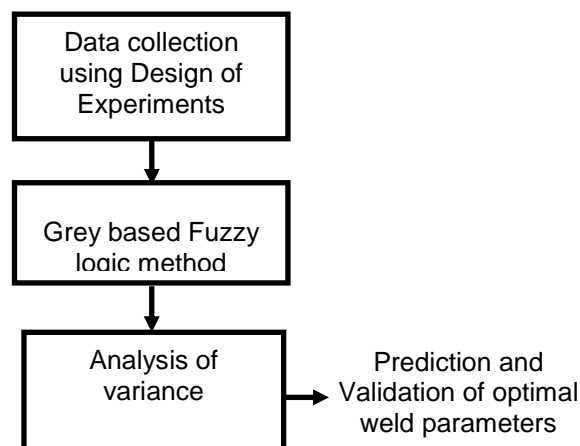 Data collection
using Design of
Experiments
Grey based Fuzzy
logic method
Analysis of
variance
Prediction and
Validation of optimal
weld parameters